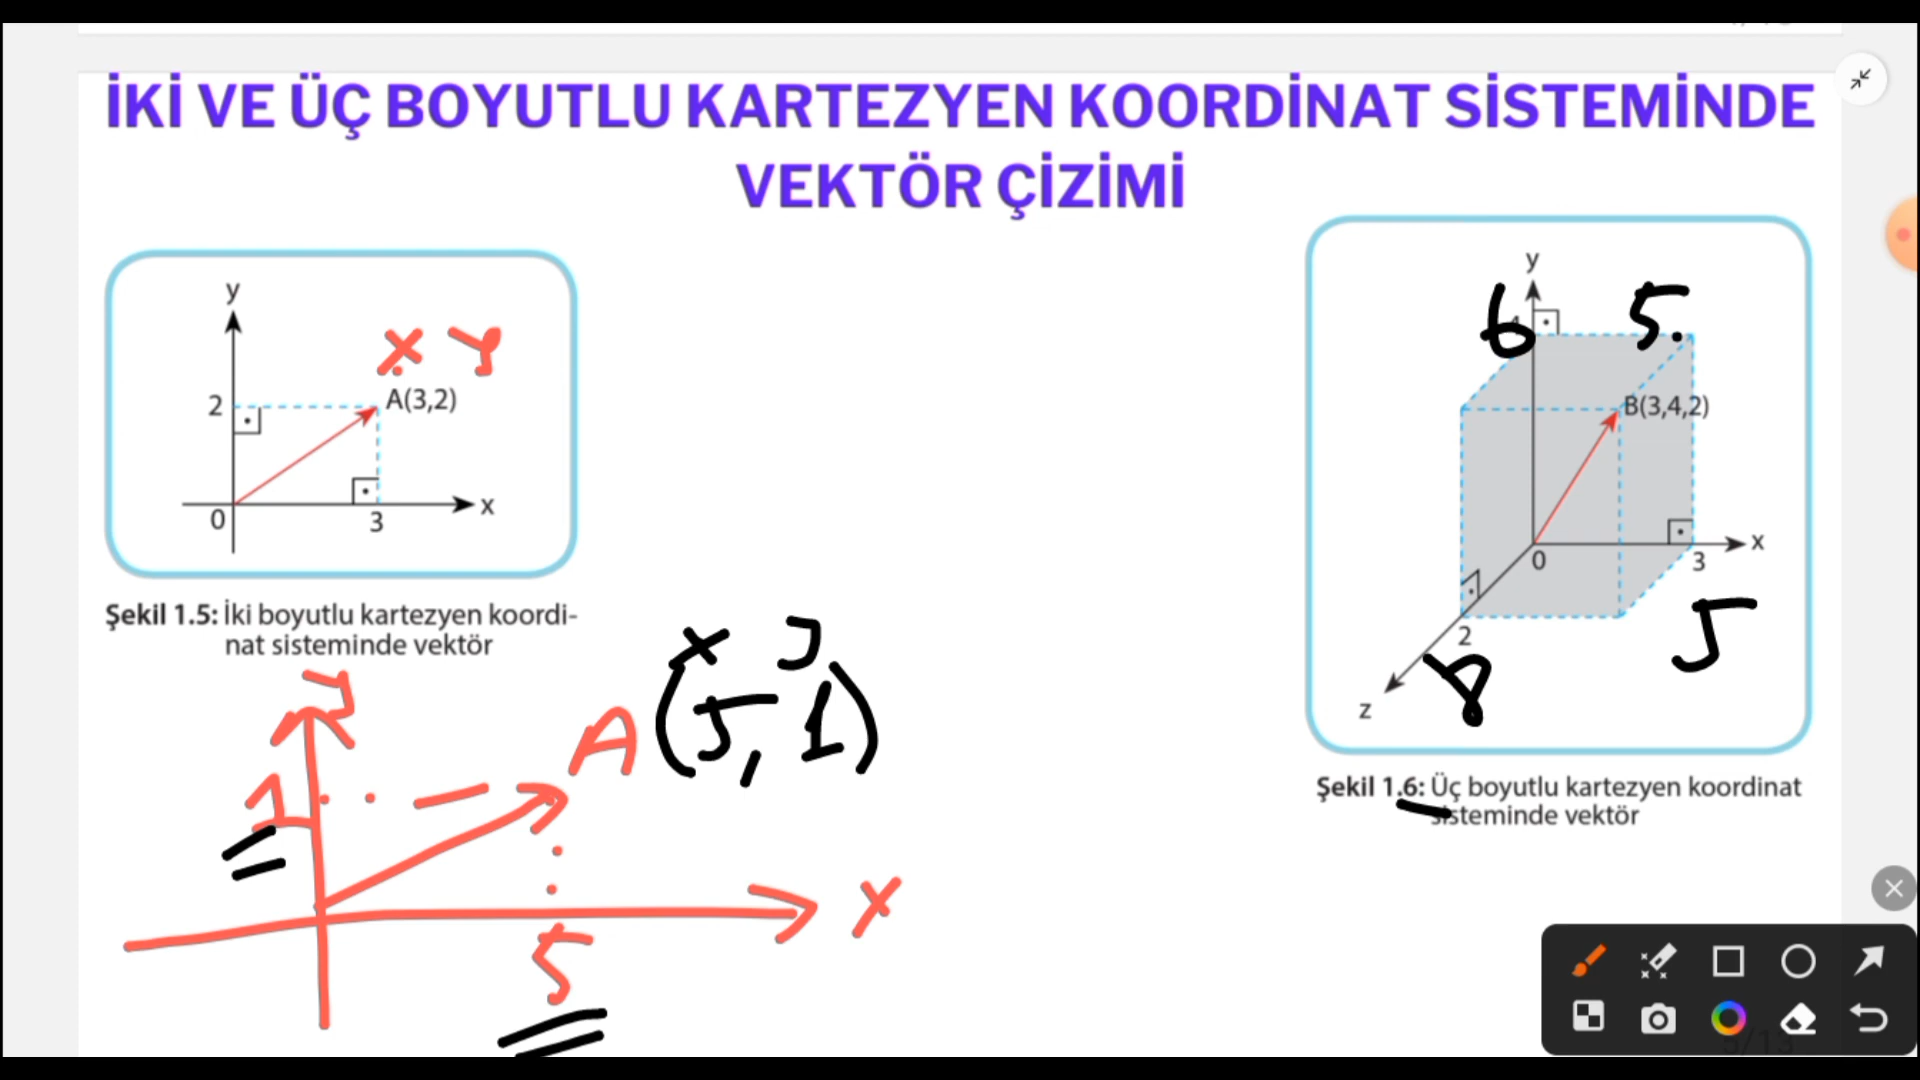 İKİ VE ÜÇ BOYUTLU KARTEZYEN KOORDİNAT SİSTEMİNDE
VEKTÖR ÇİZİMİ
y
x y
2
A(3,2)
0
3
x
Şekil 1.5: İki boyutlu kartezyen koordi-
nat sisteminde vektör
y
6
5.
B(3,4,2)
0
3
x
5
2
8
z
Şekil 1.6: Üç boyutlu kartezyen koordinat
sisteminde vektör
y
x y
A (5, 1)
1
x
5